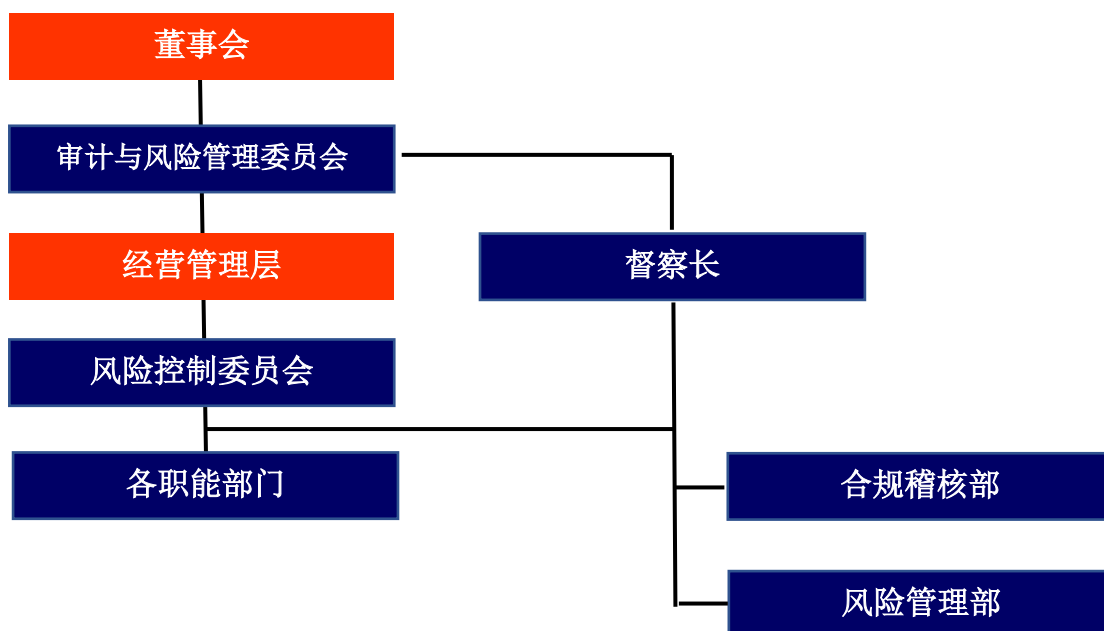 董事会
审计与风险管理委员会
经营管理层
督察长
风险控制委员会
各职能部门
合规稽核部
风险管理部